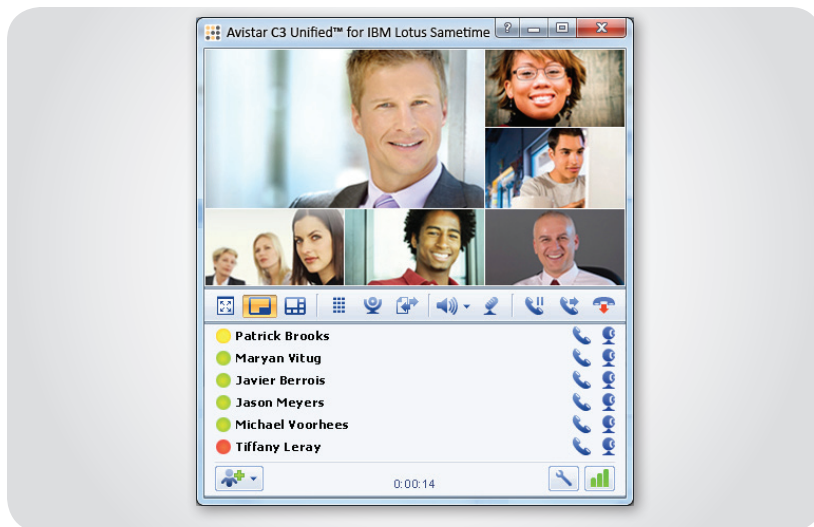 Avistar C3 Unified™ for IBM Lotus Sametime
Patrick Brooks
Maryan Vitug
Javier Berrois
Jason Meyers
Michael Voorhees
Tiffany Leray
0:00:14